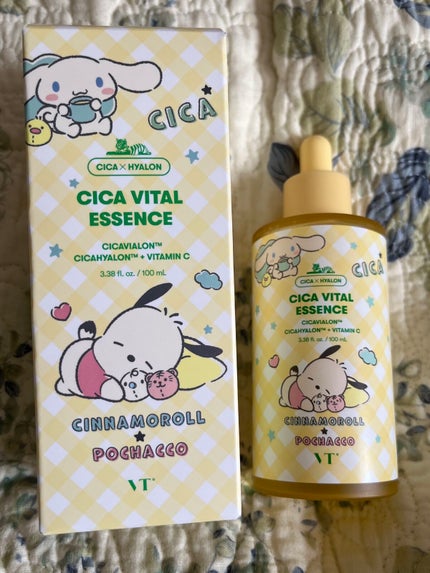 CICA
CICA × HYALON
CICA VITAL
ESSENCE
CICAVIALON™
CICAHYALON™ + VITAMIN C
3.38 fl. oz. / 100 mL
CINNAMOROLL
POCHACCO
VT
CICA
CICA × HYALON
CICA VITAL
ESSENCE
CICAVIALON™
CICAHYALON™ + VITAMIN C
3.38 fl. oz. / 100 mL
CINNAMOROLL
POCHACCO
VT